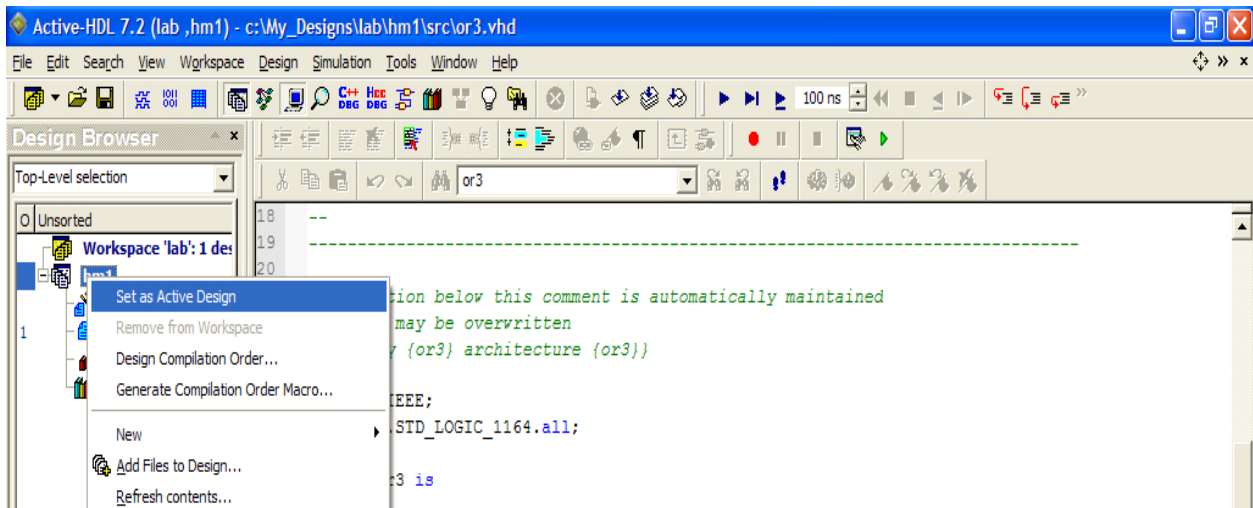 Active-HDL 7.2 (lab ,hm1) - c:\My_Designs\lab\hm1\src\or3.vhd
File Edit Search View Workspace Design Simulation Tools Window Help
C++ DBG HDE DBG 100 ns
Design Browser
Top-Level selection
or3
O Unsorted
Workspace 'lab': 1 des
hm1
1
Set as Active Design
Remove from Workspace
Design Compilation Order...
Generate Compilation Order Macro...
New
Add Files to Design...
Refresh contents...
18 --
19 -------------------------------------------------------------------------------
20
tion below this comment is automatically maintained
may be overwritten
{or3} architecture {or3}}
IEEE;
.STD_LOGIC_1164.all;
r3 is